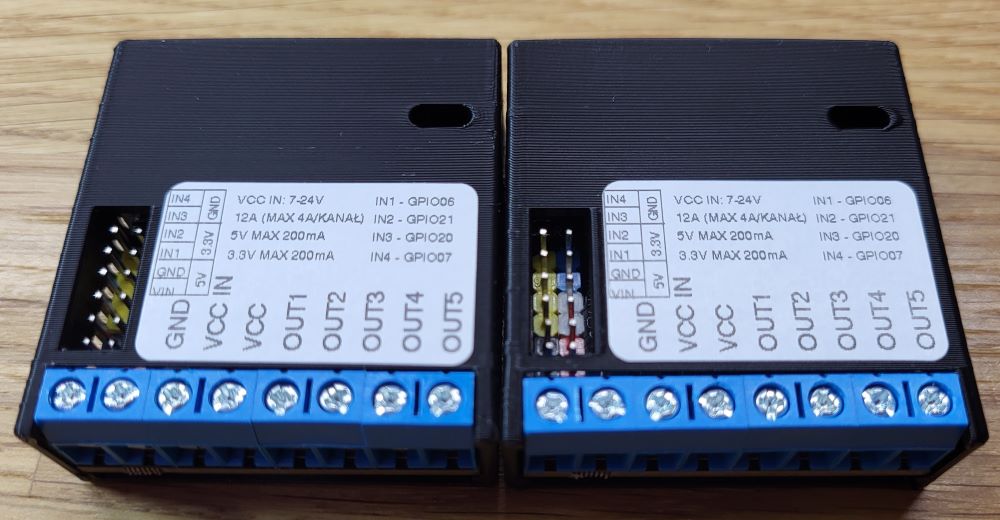 IN4
IN3
IN2
IN1
GND
VIN
GND
3.3V
5V
VCC IN: 7-24V
12A (MAX 4A/KANAŁ)
5V MAX 200mA
3.3V MAX 200mA
IN1 - GPIO06
IN2 - GPIO21
IN3 - GPIO20
IN4 - GPIO07
GND
VCC IN
VCC
OUT1
OUT2
OUT3
OUT4
OUT5
IN4
IN3
IN2
IN1
GND
VIN
GND
3.3V
5V
VCC IN: 7-24V
12A (MAX 4A/KANAŁ)
5V MAX 200mA
3.3V MAX 200mA
IN1 - GPIO06
IN2 - GPIO21
IN3 - GPIO20
IN4 - GPIO07
GND
VCC IN
VCC
OUT1
OUT2
OUT3
OUT4
OUT5